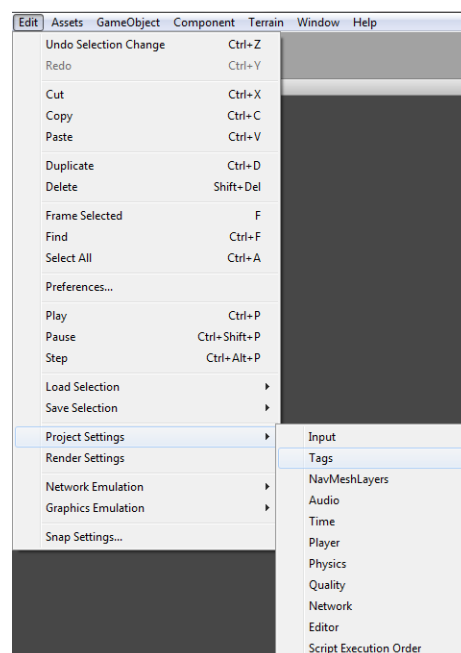 Edit Assets GameObject Component Terrain Window Help
Undo Selection Change Ctrl+Z
Redo Ctrl+Y
Cut Ctrl+X
Copy Ctrl+C
Paste Ctrl+V
Duplicate Ctrl+D
Delete Shift+Del
Frame Selected F
Find Ctrl+F
Select All Ctrl+A
Preferences...
Play Ctrl+P
Pause Ctrl+Shift+P
Step Ctrl+Alt+P
Load Selection
Save Selection
Project Settings
Render Settings
Network Emulation
Graphics Emulation
Snap Settings...
Input
Tags
NavMeshLayers
Audio
Time
Player
Physics
Quality
Network
Editor
Script Execution Order